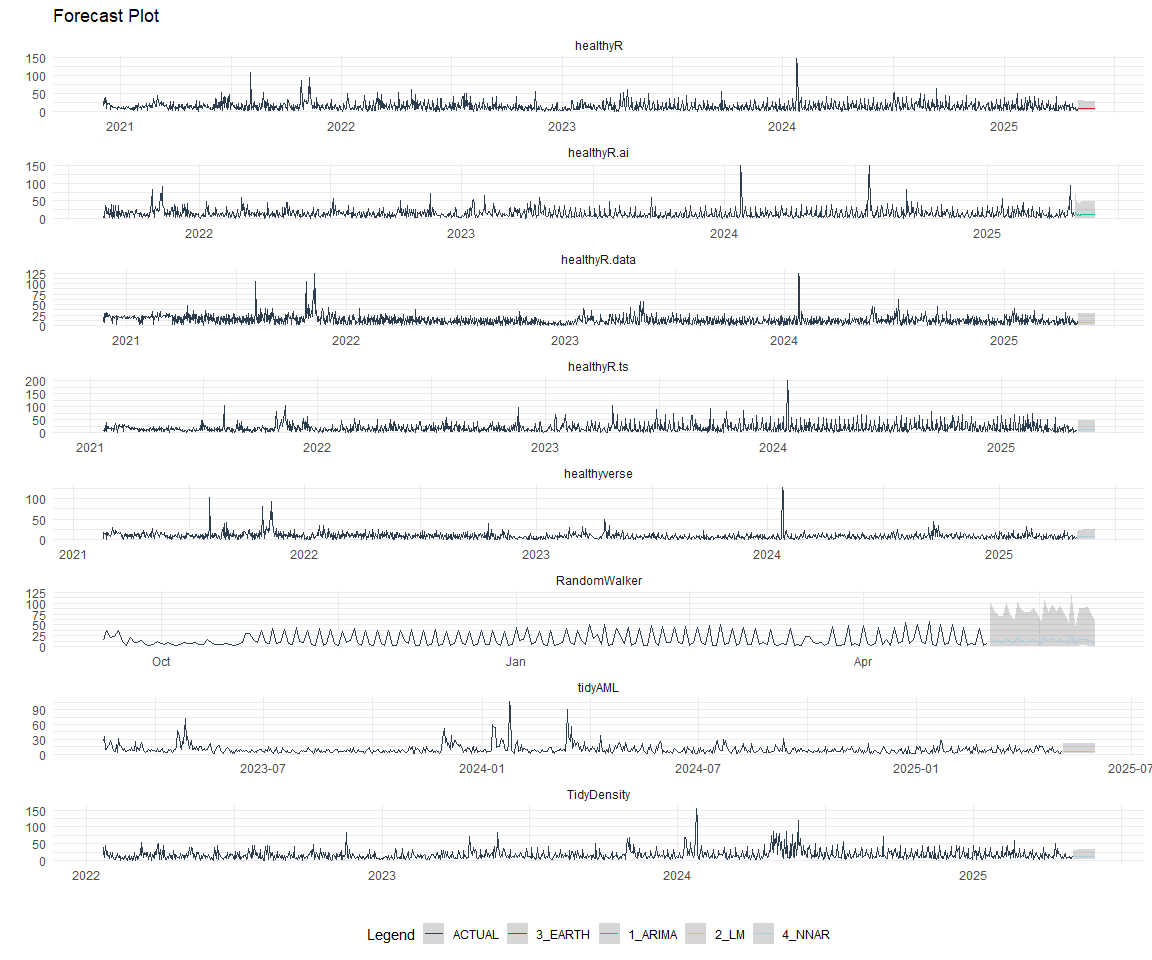 Forecast Plot
healthyR
150
100
50
0
2021 2022 2023 2024 2025
healthyR.ai
150
100
50
0
2022 2023 2024 2025
healthyR.data
125
100
75
50
25
0
2021 2022 2023 2024 2025
healthyR.ts
200
150
100
50
0
2021 2022 2023 2024 2025
healthyverse
100
50
0
2021 2022 2023 2024 2025
RandomWalker
125
100
75
50
25
0
Oct Jan Apr
tidyAML
90
60
30
0
2023-07 2024-01 2024-07 2025-01 2025-07
TidyDensity
150
100
50
0
2022 2023 2024 2025
Legend ACTUAL 3_EARTH 1_ARIMA 2_LM 4_NNAR